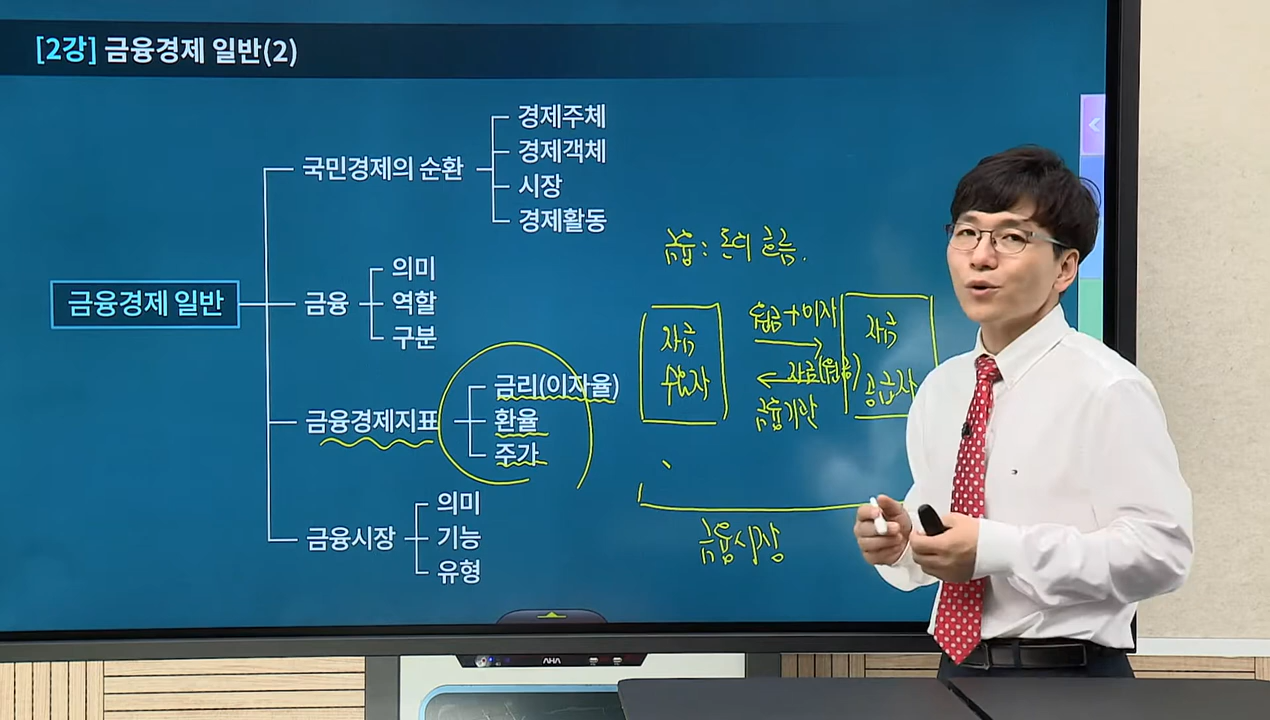 [2강] 금융경제 일반(2)
금융경제 일반
국민경제의 순환
경제주체
경제객체
시장
경제활동
금융
의미
역할
구분
금융경제지표
금리(이자율)
환율
주가
금융시장
의미
기능
유형
금융: 돈의 흐름.
자금
수요자
원금+이자
자금(원금)
금융기관
자금
공급자
금융시장
AHA